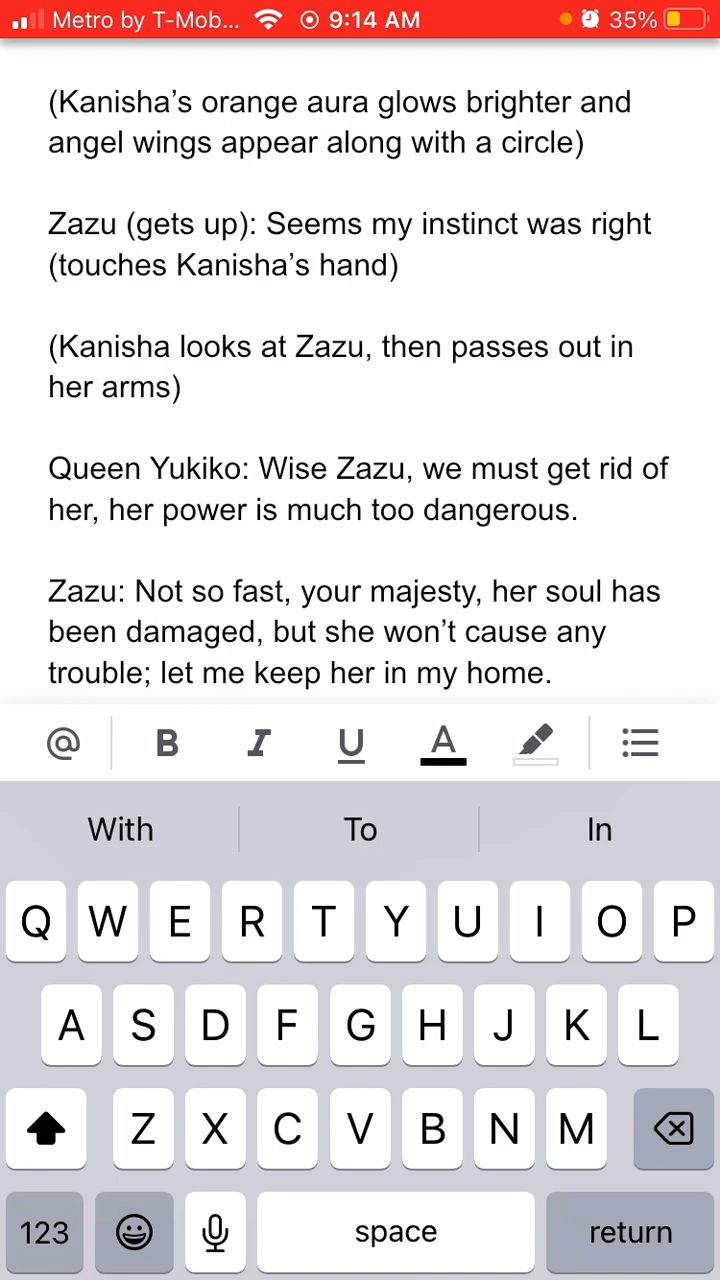 Metro by T-Mob... 9:14 AM 35%
(Kanisha’s orange aura glows brighter and
angel wings appear along with a circle)
Zazu (gets up): Seems my instinct was right
(touches Kanisha’s hand)
(Kanisha looks at Zazu, then passes out in
her arms)
Queen Yukiko: Wise Zazu, we must get rid of
her, her power is much too dangerous.
Zazu: Not so fast, your majesty, her soul has
been damaged, but she won’t cause any
trouble; let me keep her in my home.
@ B I U A
With To In
Q W E R T Y U I O P
A S D F G H J K L
Z X C V B N M
123 space return